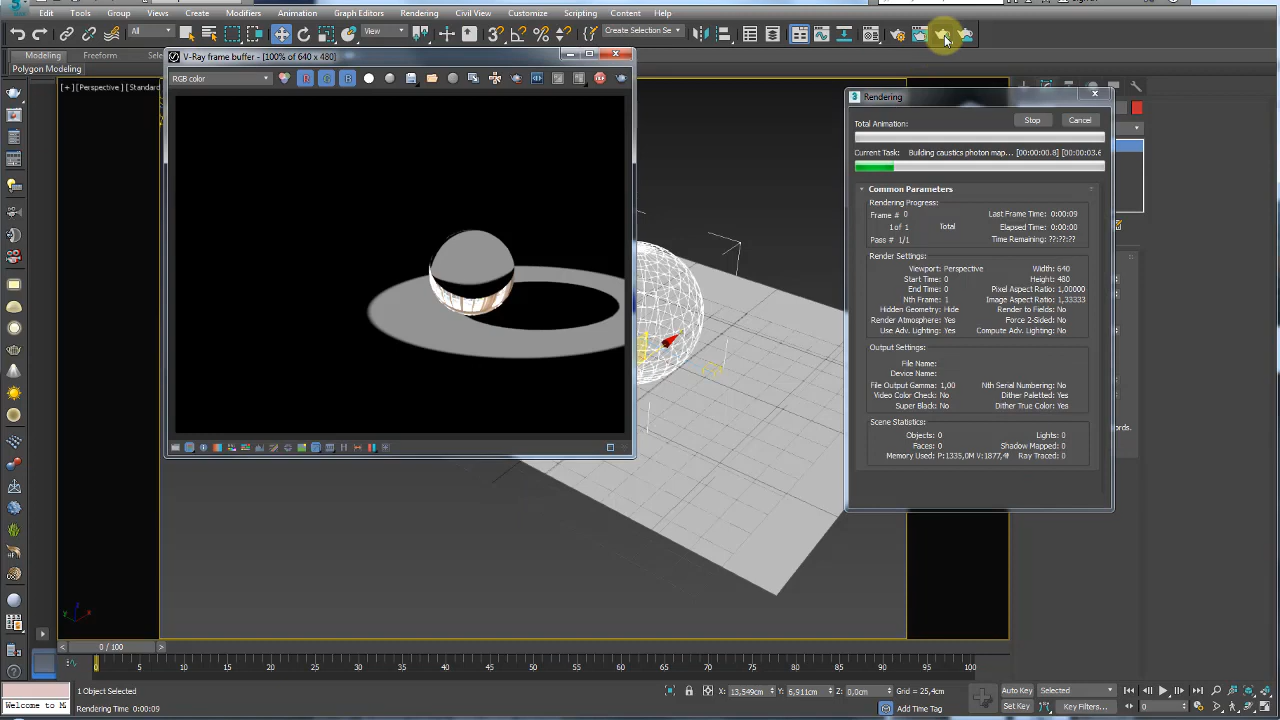 Edit
Tools
Group
Views
Create
Modifiers
Animation
Graph Editors
Rendering
Civil View
Customize
Scripting
Content
Help
All
View
Create Selection Se
Modeling
Freeform
Polygon Modeling
[+] [Perspective] [Standard
V-Ray frame buffer - [100% of 640 x 480]
RGB color
Rendering
Total Animation:
Stop
Cancel
Current Task: Building caustics photon map... [00:00:00.8] [00:00:03.6
Common Parameters
Rendering Progress:
Frame # 0
Last Frame Time: 0:00:09
1 of 1 Total
Elapsed Time: 0:00:00
Pass # 1/1
Time Remaining: ??:??:??
Render Settings:
Viewport: Perspective
Width: 640
Start Time: 0
Height: 480
End Time: 0
Pixel Aspect Ratio: 1,00000
Nth Frame: 1
Image Aspect Ratio: 1,33333
Hidden Geometry: Hide
Render to Fields: No
Render Atmosphere: Yes
Force 2-Sided: No
Use Adv. Lighting: Yes
Compute Adv. Lighting: No
Output Settings:
File Name:
Device Name:
File Output Gamma: 1,00
Nth Serial Numbering: No
Video Color Check: No
Dither Paletted: Yes
Super Black: No
Dither True Color: Yes
Scene Statistics:
Objects: 0
Lights: 0
Faces: 0
Shadow Mapped: 0
Memory Used: P:1335,0M V:1877,4M
Ray Traced: 0
ords.
0 / 100
0 5 10 15 20 25 30 35 40 45 50 55 60 65 70 75 80 85 90 95 100
1 Object Selected
X: 13,549cm
Y: 6,911cm
Z: 0,0cm
Grid = 25,4cm
Auto Key
Selected
Welcome to M
Rendering Time: 0:00:09
Add Time Tag
Set Key
Key Filters...
0